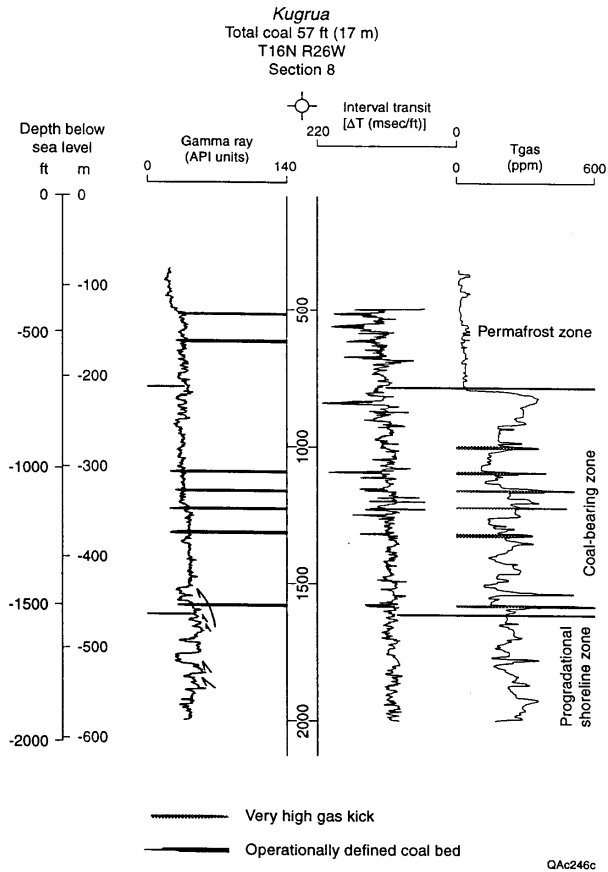 Kugrua
Total coal 57 ft (17 m)
T16N R26W
Section 8
Depth below
sea level
ft m
Gamma ray
(API units)
0 140
Interval transit
[ΔT (msec/ft)]
220 0
Tgas
(ppm)
0 600
0 0
-100
-500
-200
-1000 -300
-400
-1500
-500
-2000 -600
500
1000
1500
2000
Permafrost zone
Coal-bearing zone
Progradational
shoreline zone
Very high gas kick
Operationally defined coal bed
QAc246c